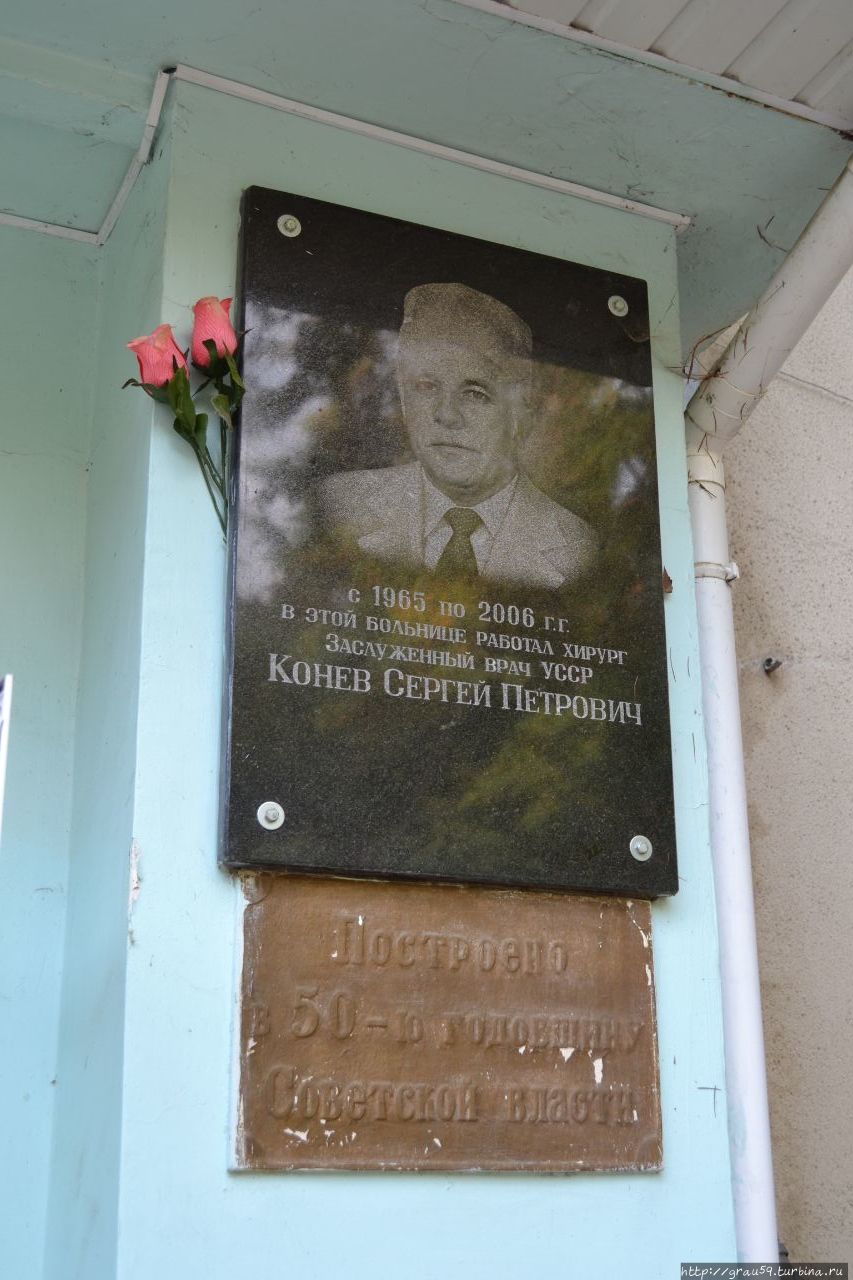 с 1965 по 2006 г.г.
в этой больнице работал хирург
Заслуженный врач УССР
Конев Сергей Петрович
Построено
в 50-ю годовщину
Советской власти
http://grau59.turbina.ru